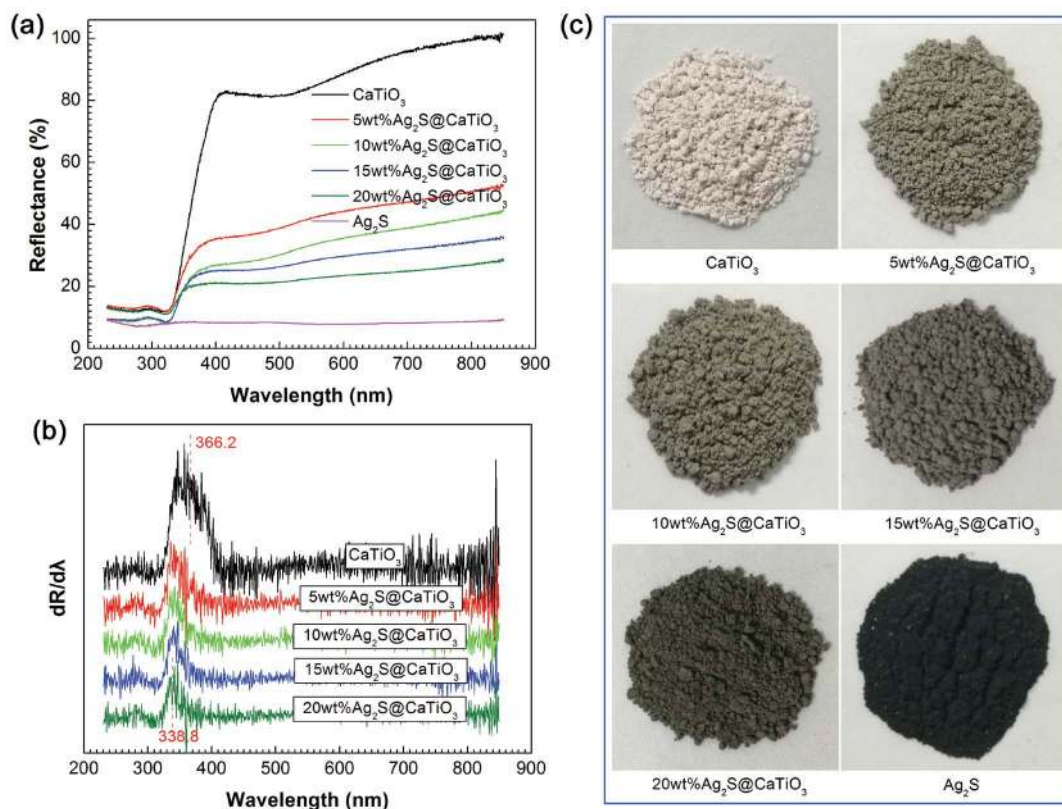 (a)
100
80
60
40
20
0
Reflectance (%)
CaTiO₃
5wt%Ag₂S@CaTiO₃
10wt%Ag₂S@CaTiO₃
15wt%Ag₂S@CaTiO₃
20wt%Ag₂S@CaTiO₃
Ag₂S
200 300 400 500 600 700 800 900
Wavelength (nm)
(b)
366.2
dR/dλ
CaTiO₃
5wt%Ag₂S@CaTiO₃
10wt%Ag₂S@CaTiO₃
15wt%Ag₂S@CaTiO₃
20wt%Ag₂S@CaTiO₃
338.8
200 300 400 500 600 700 800 900
Wavelength (nm)
(c)
CaTiO₃ 5wt%Ag₂S@CaTiO₃
10wt%Ag₂S@CaTiO₃ 15wt%Ag₂S@CaTiO₃
20wt%Ag₂S@CaTiO₃ Ag₂S